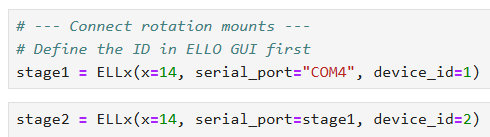 # --- Connect rotation mounts ---
# Define the ID in ELLO GUI first
stage1 = ELLx(x=14, serial_port="COM4", device_id=1)
stage2 = ELLx(x=14, serial_port=stage1, device_id=2)